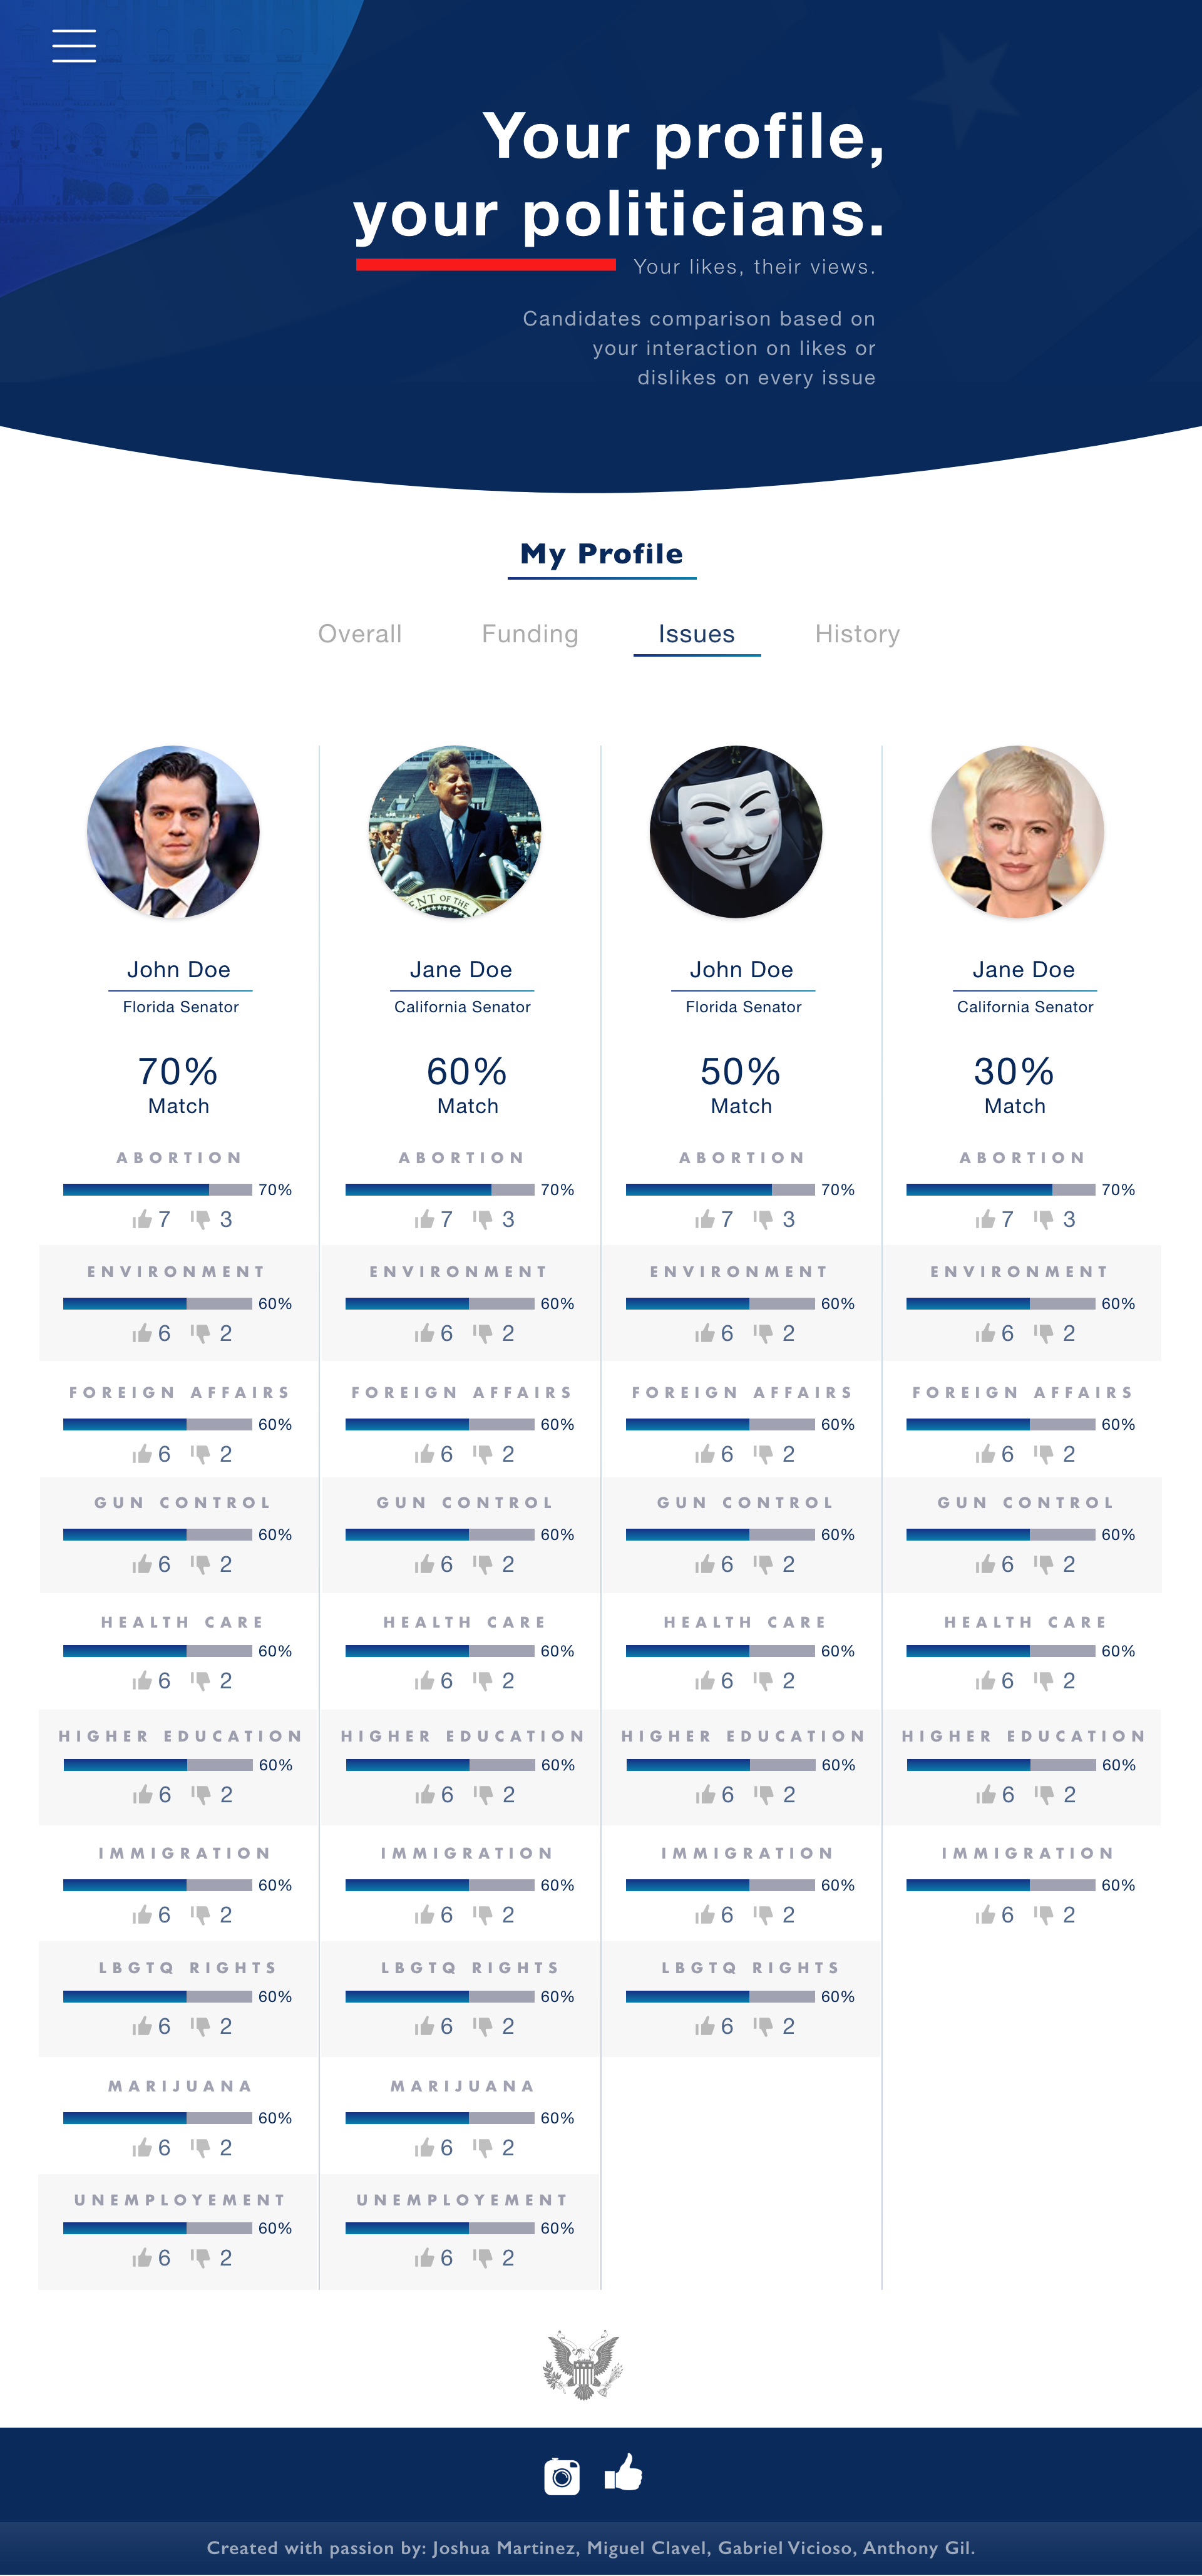 Your profile,
your politicians.
Your likes, their views.
Candidates comparison based on
your interaction on likes or
dislikes on every issue
My Profile
Overall Funding Issues History
ENT OF THE U
John Doe Jane Doe John Doe Jane Doe
Florida Senator California Senator Florida Senator California Senator
70% 60% 50% 30%
Match Match Match Match
ABORTION ABORTION ABORTION ABORTION
70% 70% 70% 70%
7 3 7 3 7 3 7 3
ENVIRONMENT ENVIRONMENT ENVIRONMENT ENVIRONMENT
60% 60% 60% 60%
6 2 6 2 6 2 6 2
FOREIGN AFFAIRS FOREIGN AFFAIRS FOREIGN AFFAIRS FOREIGN AFFAIRS
60% 60% 60% 60%
6 2 6 2 6 2 6 2
GUN CONTROL GUN CONTROL GUN CONTROL GUN CONTROL
60% 60% 60% 60%
6 2 6 2 6 2 6 2
HEALTH CARE HEALTH CARE HEALTH CARE HEALTH CARE
60% 60% 60% 60%
6 2 6 2 6 2 6 2
HIGHER EDUCATION HIGHER EDUCATION HIGHER EDUCATION HIGHER EDUCATION
60% 60% 60% 60%
6 2 6 2 6 2 6 2
IMMIGRATION IMMIGRATION IMMIGRATION IMMIGRATION
60% 60% 60% 60%
6 2 6 2 6 2 6 2
LBGTQ RIGHTS LBGTQ RIGHTS LBGTQ RIGHTS
60% 60% 60%
6 2 6 2 6 2
MARIJUANA MARIJUANA
60% 60%
6 2 6 2
UNEMPLOYEMENT UNEMPLOYEMENT
60% 60%
6 2 6 2
Created with passion by: Joshua Martinez, Miguel Clavel, Gabriel Vicioso, Anthony Gil.